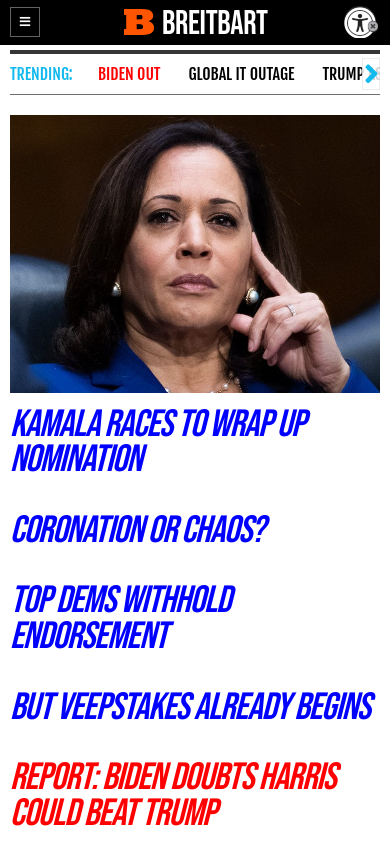 B BREITBART
TRENDING: BIDEN OUT GLOBAL IT OUTAGE TRUMP
KAMALA RACES TO WRAP UP
NOMINATION
CORONATION OR CHAOS?
TOP DEMS WITHHOLD
ENDORSEMENT
BUT VEEPSTAKES ALREADY BEGINS
REPORT: BIDEN DOUBTS HARRIS
COULD BEAT TRUMP